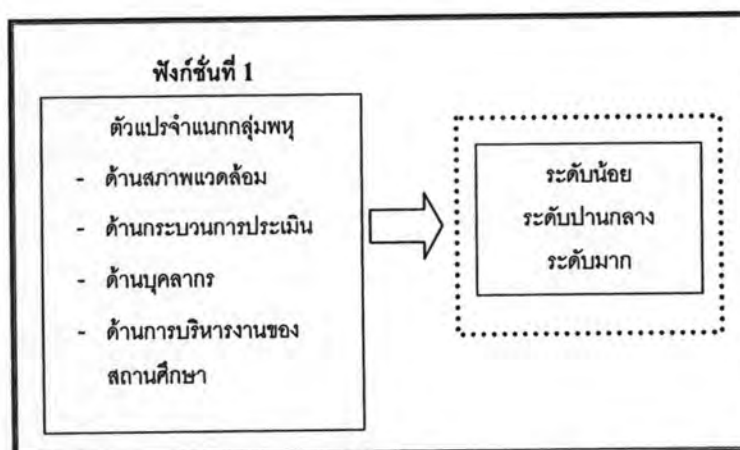 ฟังก์ชั่นที่ 1
ตัวแปรจำแนกกลุ่มพหุ
- ด้านสภาพแวดล้อม
- ด้านกระบวนการประเมิน
- ด้านบุคลากร
- ด้านการบริหารงานของ
สถานศึกษา
ระดับน้อย
ระดับปานกลาง
ระดับมาก